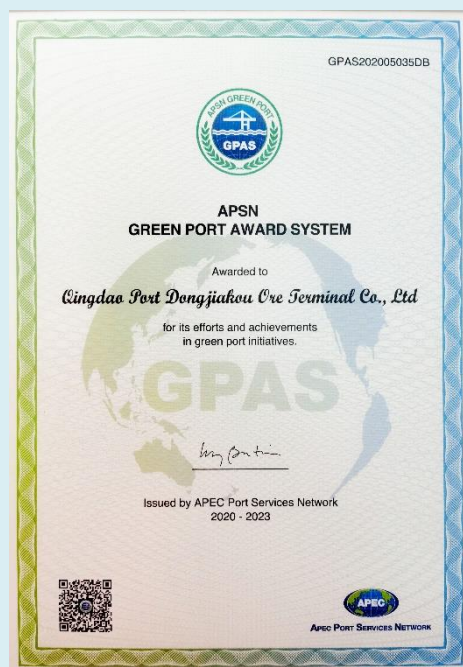 GPAS202005035DB
APSN GREEN PORT
GPAS
APSN
GREEN PORT AWARD SYSTEM
Awarded to
Qingdao Port Dongjiakou Ore Terminal Co., Ltd
for its efforts and achievements
in green port initiatives.
GPAS
Issued by APEC Port Services Network
2020 - 2023
APEC
APEC PORT SERVICES NETWORK